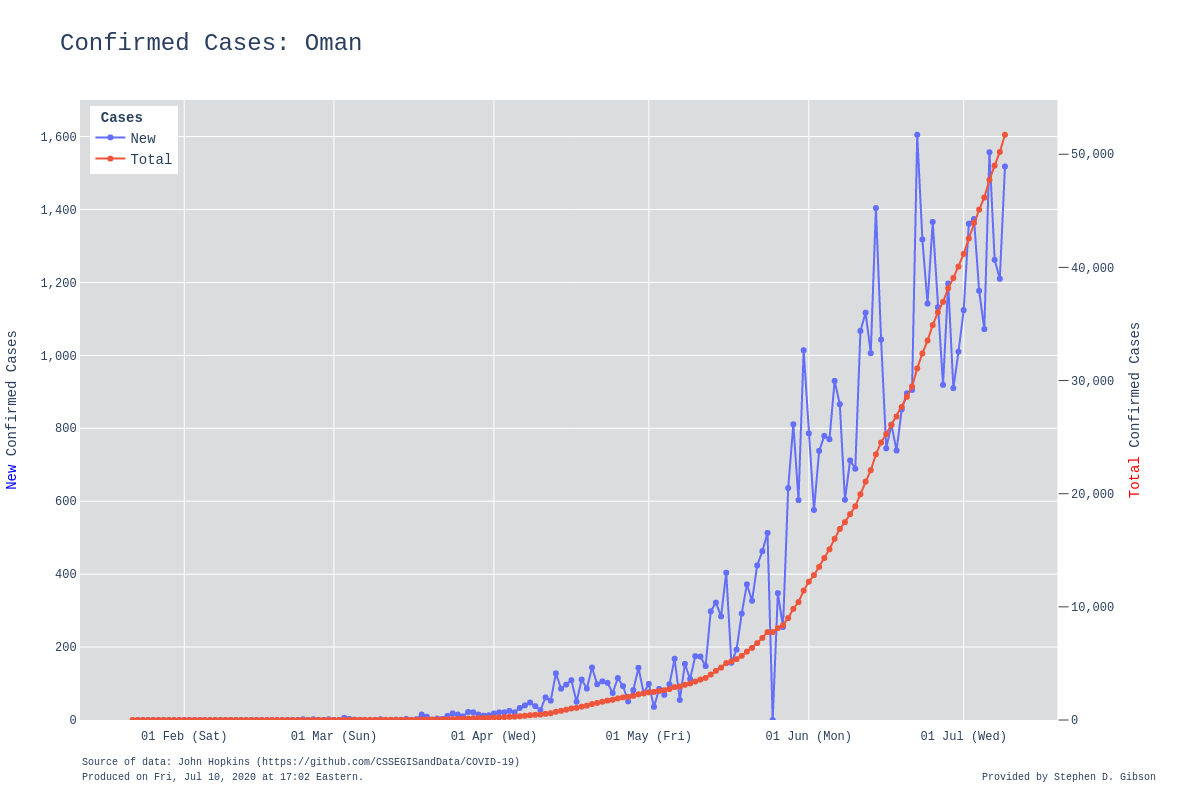 Confirmed Cases: Oman
Cases
New
Total
1,600
1,400
1,200
1,000
800
600
400
200
0
New Confirmed Cases
50,000
40,000
30,000
20,000
10,000
0
Total Confirmed Cases
01 Feb (Sat) 01 Mar (Sun) 01 Apr (Wed) 01 May (Fri) 01 Jun (Mon) 01 Jul (Wed)
Source of data: John Hopkins (https://github.com/CSSEGISandData/COVID-19)
Produced on Fri, Jul 10, 2020 at 17:02 Eastern.
Provided by Stephen D. Gibson